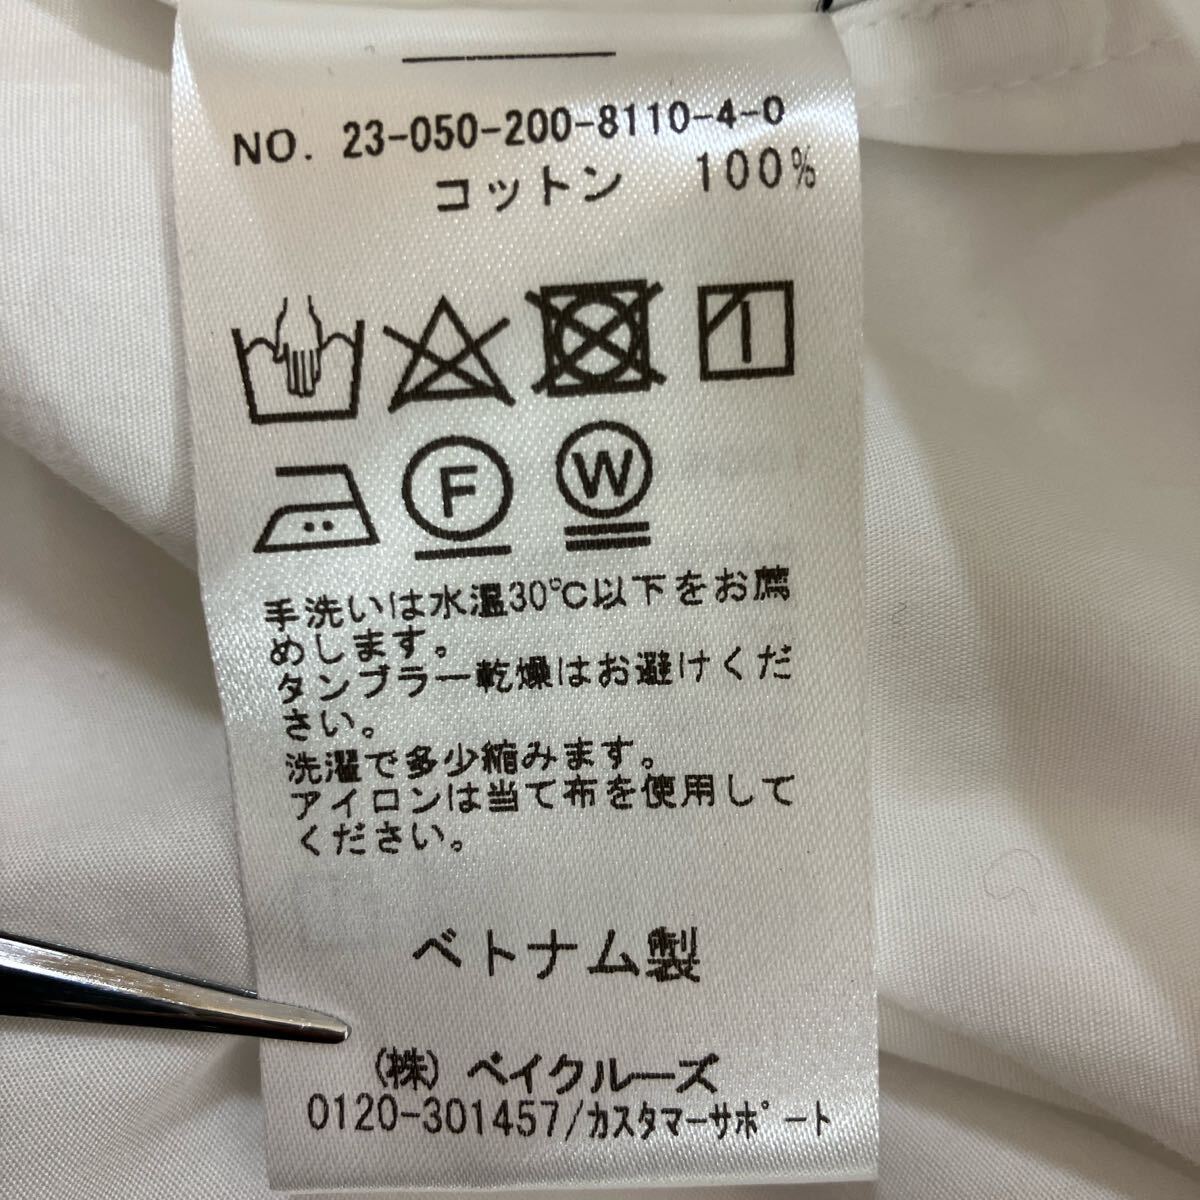 NO. 23-050-200-8110-4-0
コットン 100%
F W
手洗いは水温30℃以下をお薦
めします。
タンブラー乾燥はお避けくだ
さい。
洗濯で多少縮みます。
アイロンは当て布を使用して
ください。
ベトナム製
(株) ベイクルーズ
0120-301457/カスタマーサポート